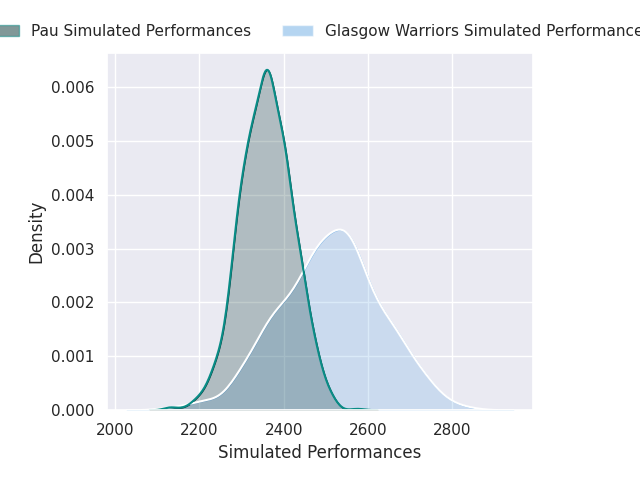 Pau Simulated Performances
Glasgow Warriors Simulated Performance
0.006
0.005
0.004
0.003
0.002
0.001
0.000
Density
2000 2200 2400 2600 2800
Simulated Performances